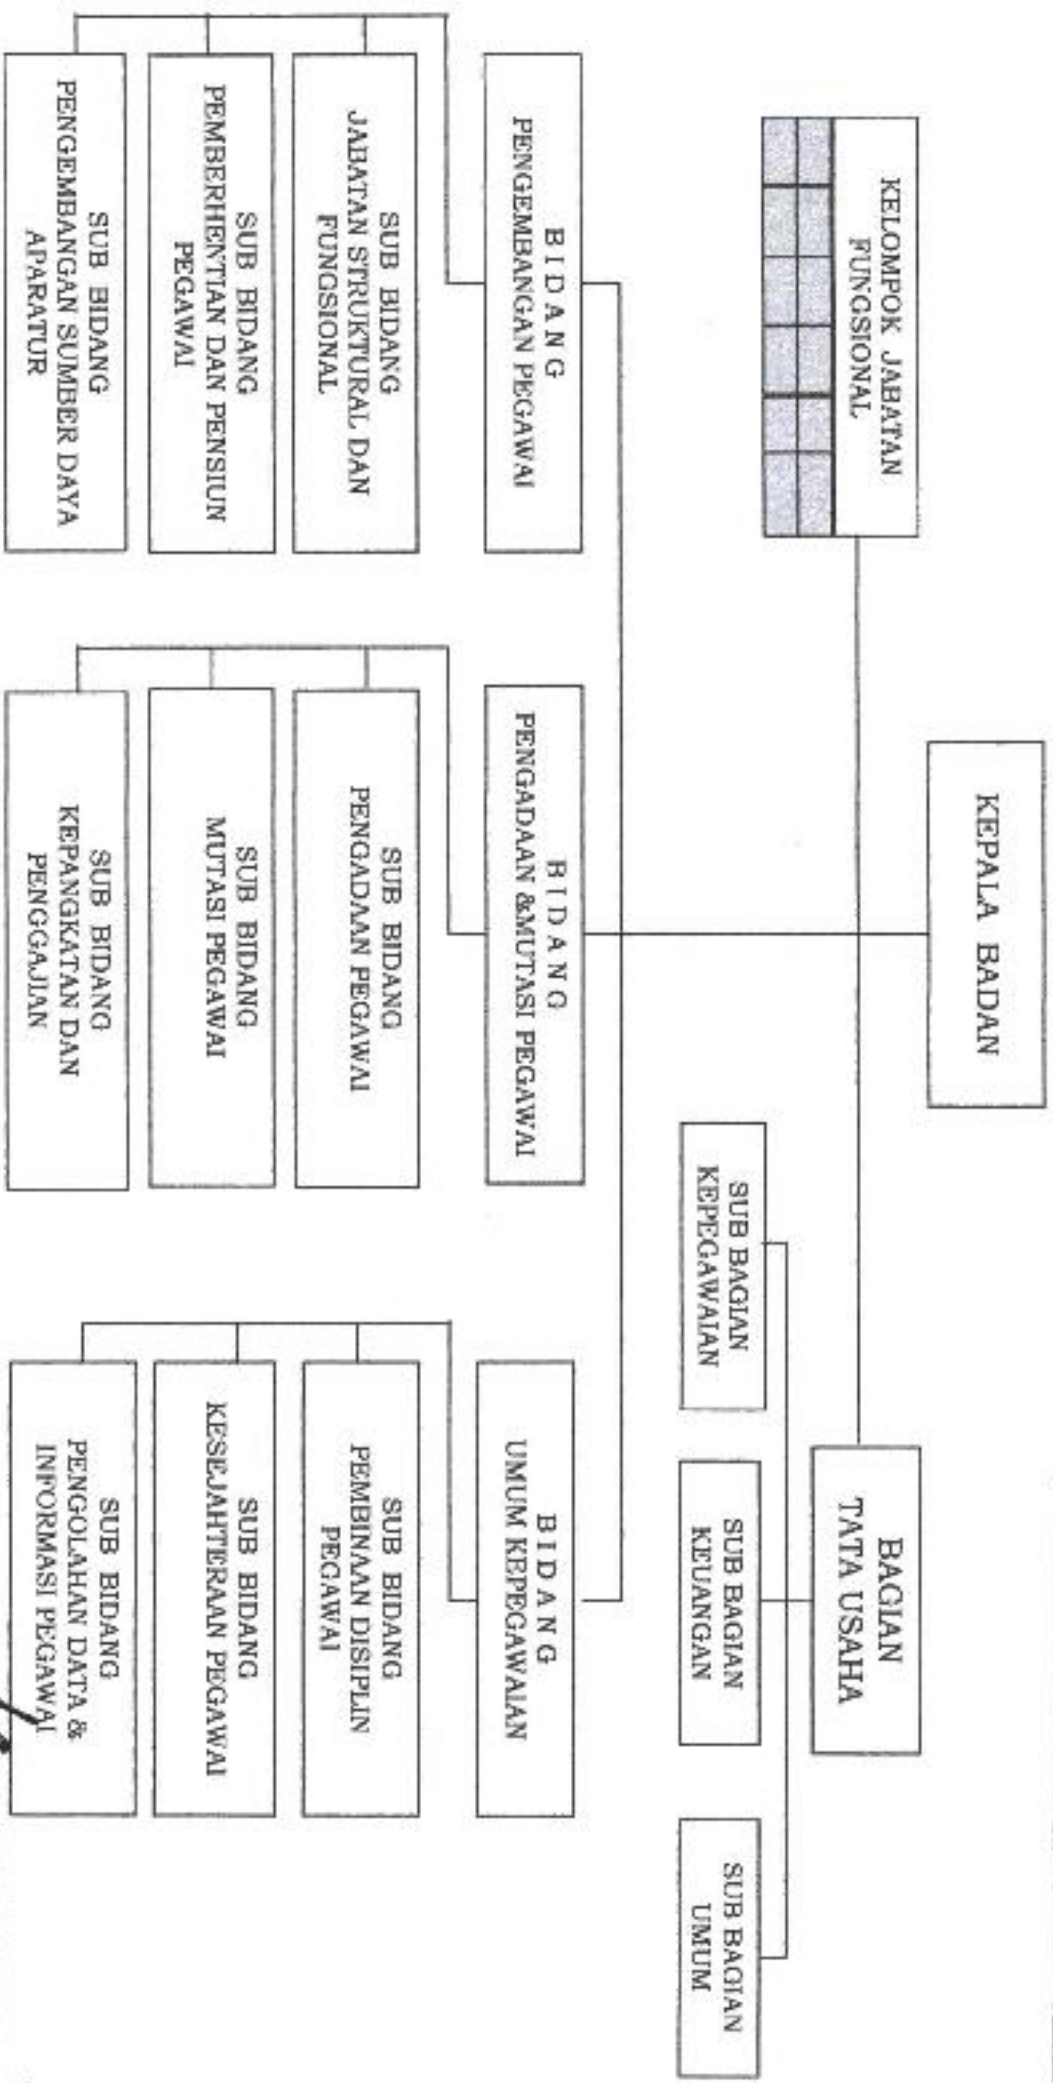 KEPALA BADAN
KELOMPOK JABATAN
FUNGSIONAL
BAGIAN
TATA USAHA
SUB BAGIAN
KEPEGAWAIAN
SUB BAGIAN
KEUANGAN
SUB BAGIAN
UMUM
B I D A N G
PENGEMBANGAN PEGAWAI
B I D A N G
PENGADAAN &MUTASI PEGAWAI
B I D A N G
UMUM KEPEGAWAIAN
SUB BIDANG
JABATAN STRUKTURAL DAN
FUNGSIONAL
SUB BIDANG
PEMBERHENTIAN DAN PENSIUN
PEGAWAI
SUB BIDANG
PENGEMBANGAN SUMBER DAYA
APARATUR
SUB BIDANG
PENGADAAN PEGAWAI
SUB BIDANG
MUTASI PEGAWAI
SUB BIDANG
KEPANGKATAN DAN
PENGGAJIAN
SUB BIDANG
PEMBINAAN DISIPLIN
PEGAWAI
SUB BIDANG
KESEJAHTERAAN PEGAWAI
SUB BIDANG
PENGOLAHAN DATA &
INFORMASI PEGAWAI